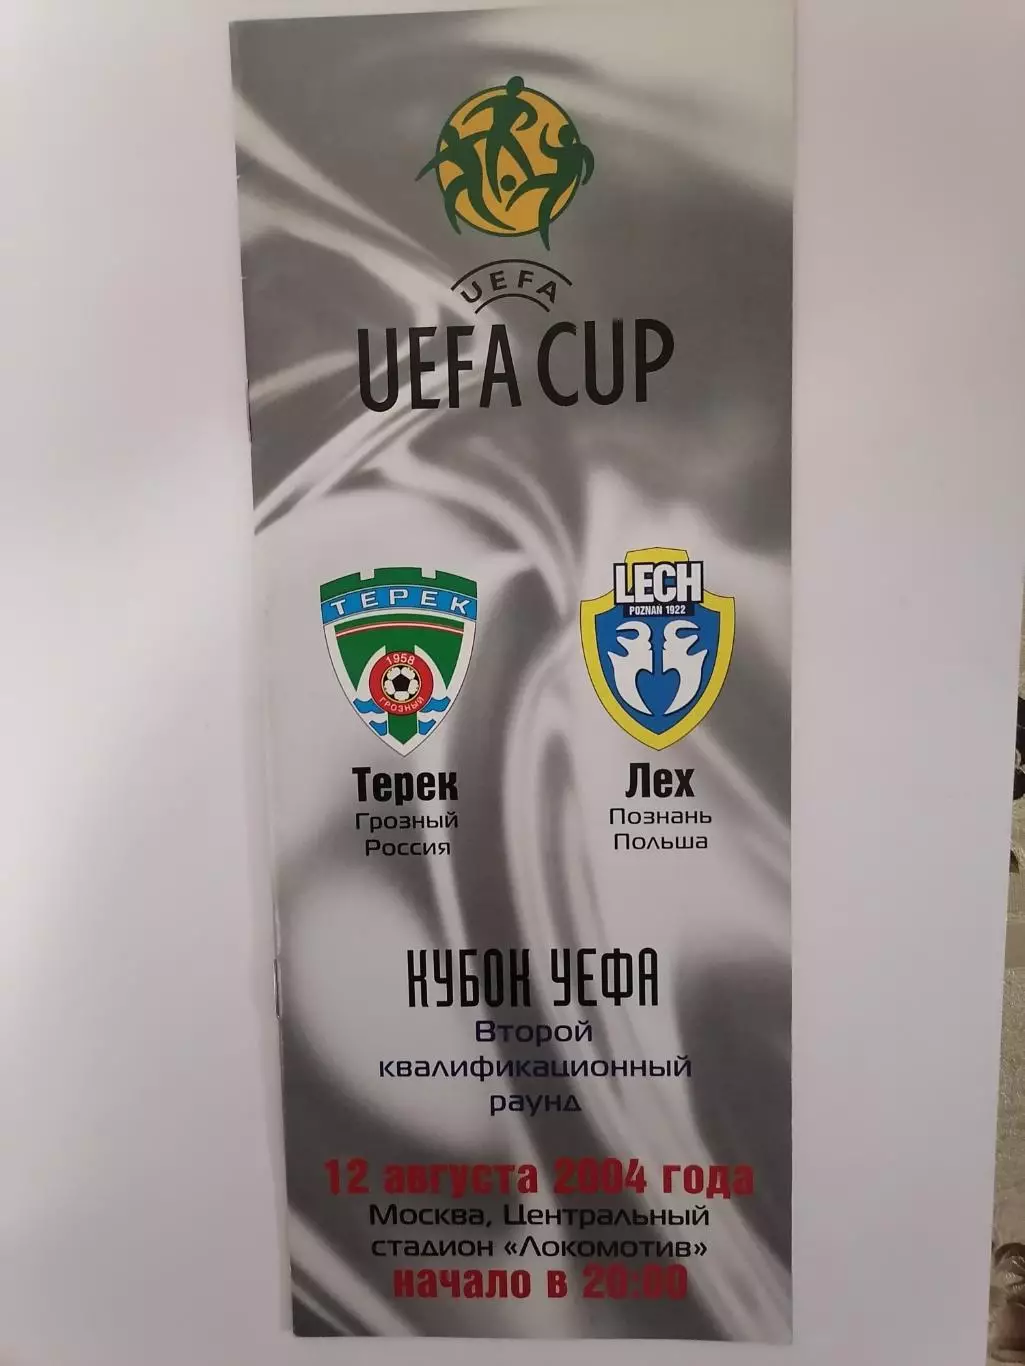 UEFA
UEFA CUP
ТЕРЕК
1958
ГРОЗНЫЙ
LECH
POZNAŃ 1922
Терек
Грозный
Россия
Лех
Познань
Польша
КУБОК УЕФА
Второй
квалификационный
раунд
12 августа 2004 года
Москва, Центральный
стадион «Локомотив»
начало в 20:00